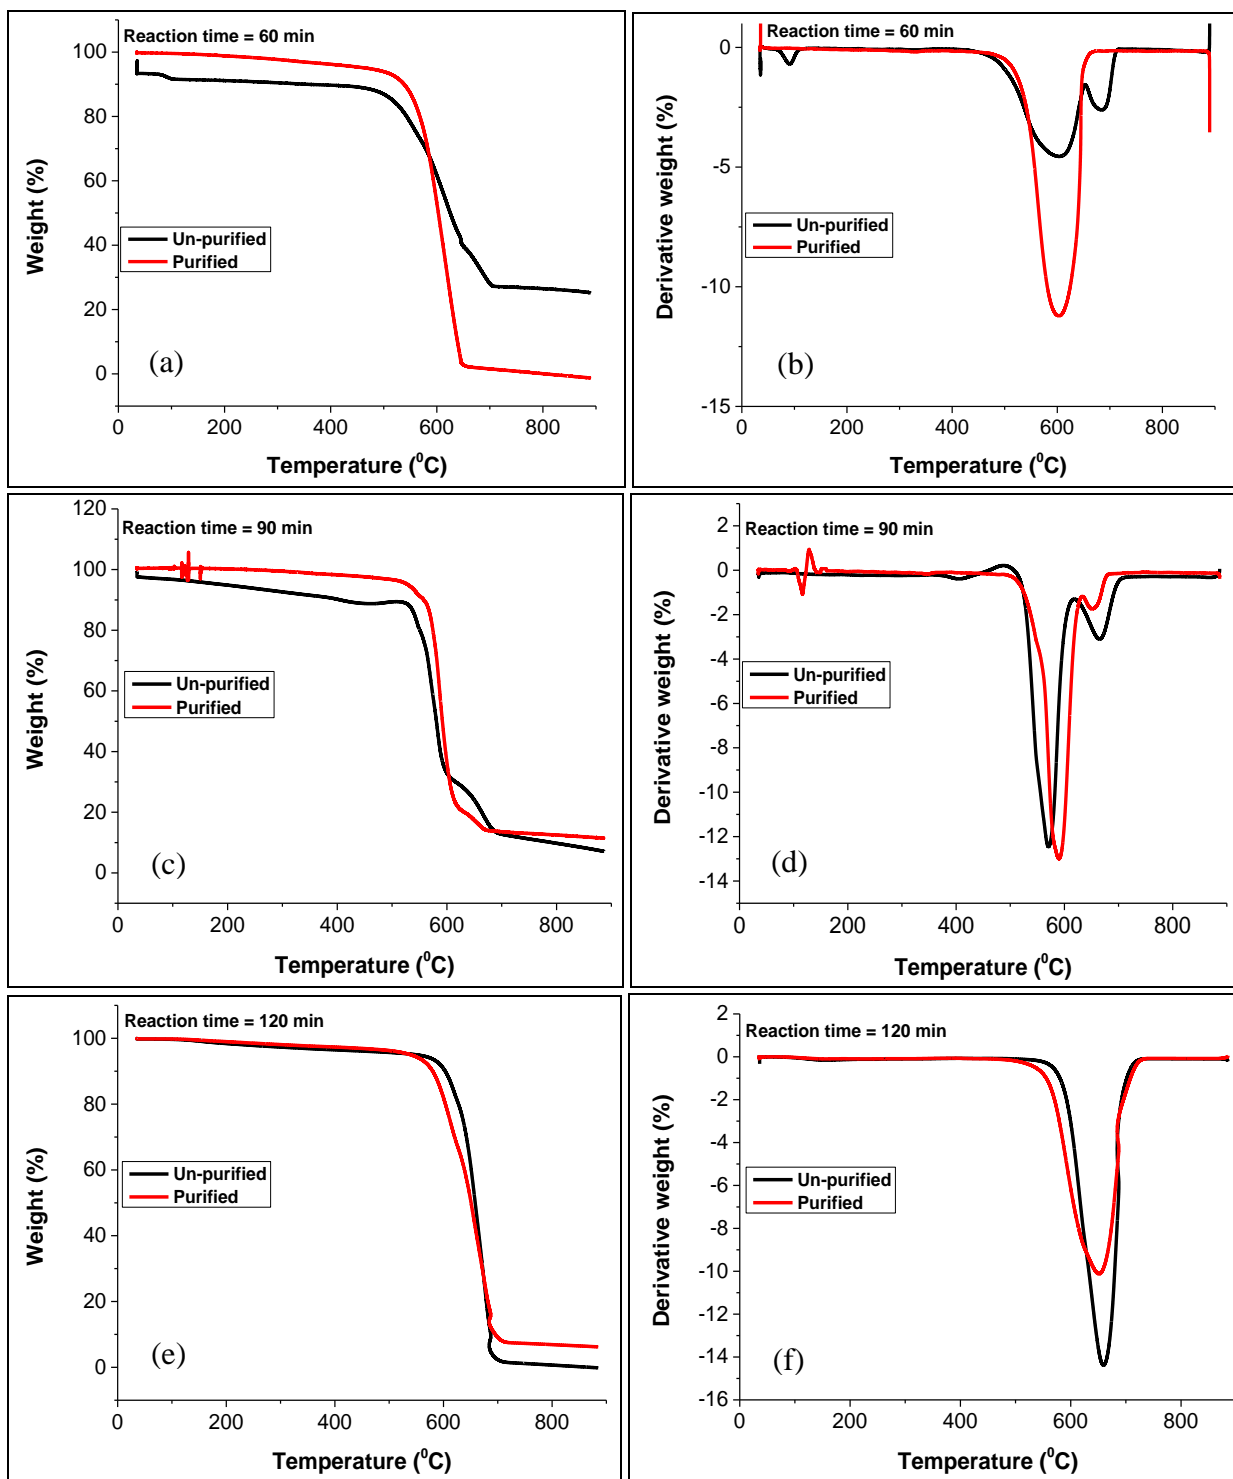 Reaction time = 60 min
100
80
60
40
20
0
Weight (%)
Un-purified
Purified
(a)
0 200 400 600 800
Temperature (⁰C)
Reaction time = 60 min
0
-5
-10
-15
Derivative weight (%)
Un-purified
Purified
(b)
0 200 400 600 800
Temperature (⁰C)
Reaction time = 90 min
120
100
80
60
40
20
0
Weight (%)
Un-purified
Purified
(c)
0 200 400 600 800
Temperature (⁰C)
Reaction time = 90 min
2
0
-2
-4
-6
-8
-10
-12
-14
Derivative weight (%)
Un-purified
Purified
(d)
0 200 400 600 800
Temperature (⁰C)
Reaction time = 120 min
100
80
60
40
20
0
Weight (%)
Un-purified
Purified
(e)
0 200 400 600 800
Temperature (⁰C)
Reaction time = 120 min
2
0
-2
-4
-6
-8
-10
-12
-14
-16
Derivative weight (%)
Un-purified
Purified
(f)
0 200 400 600 800
Temperature (⁰C)